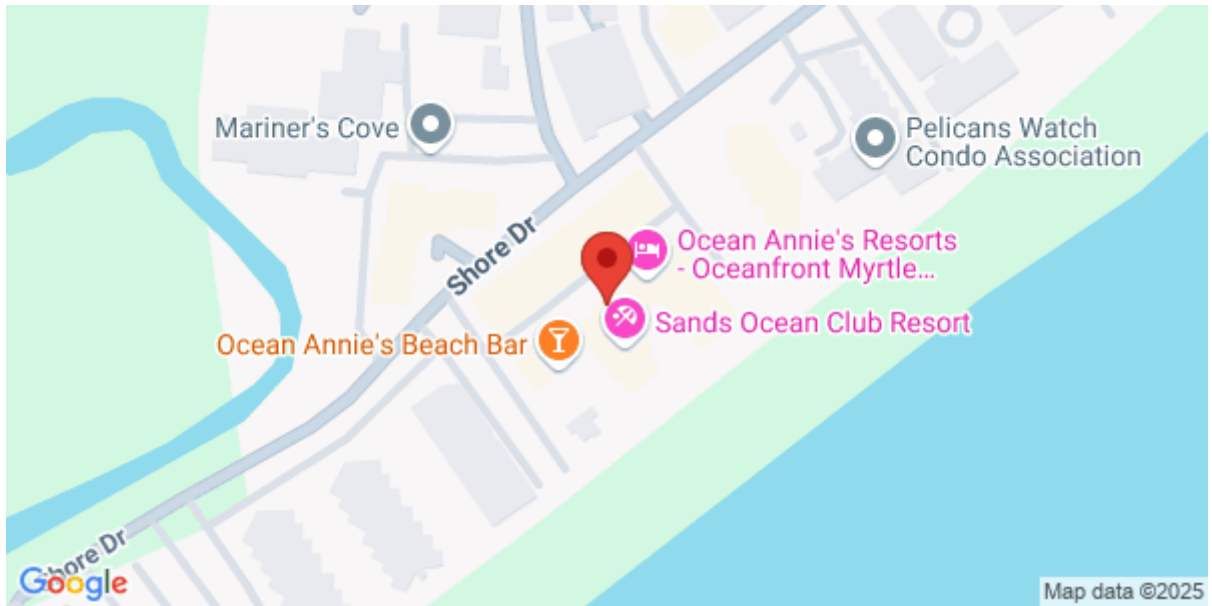 Mariner's Cove
Pelicans Watch
Condo Association
Shore Dr
Ocean Annie's Resorts
- Oceanfront Myrtle...
Sands Ocean Club Resort
Ocean Annie's Beach Bar
Shore Dr
Google
Map data ©2025